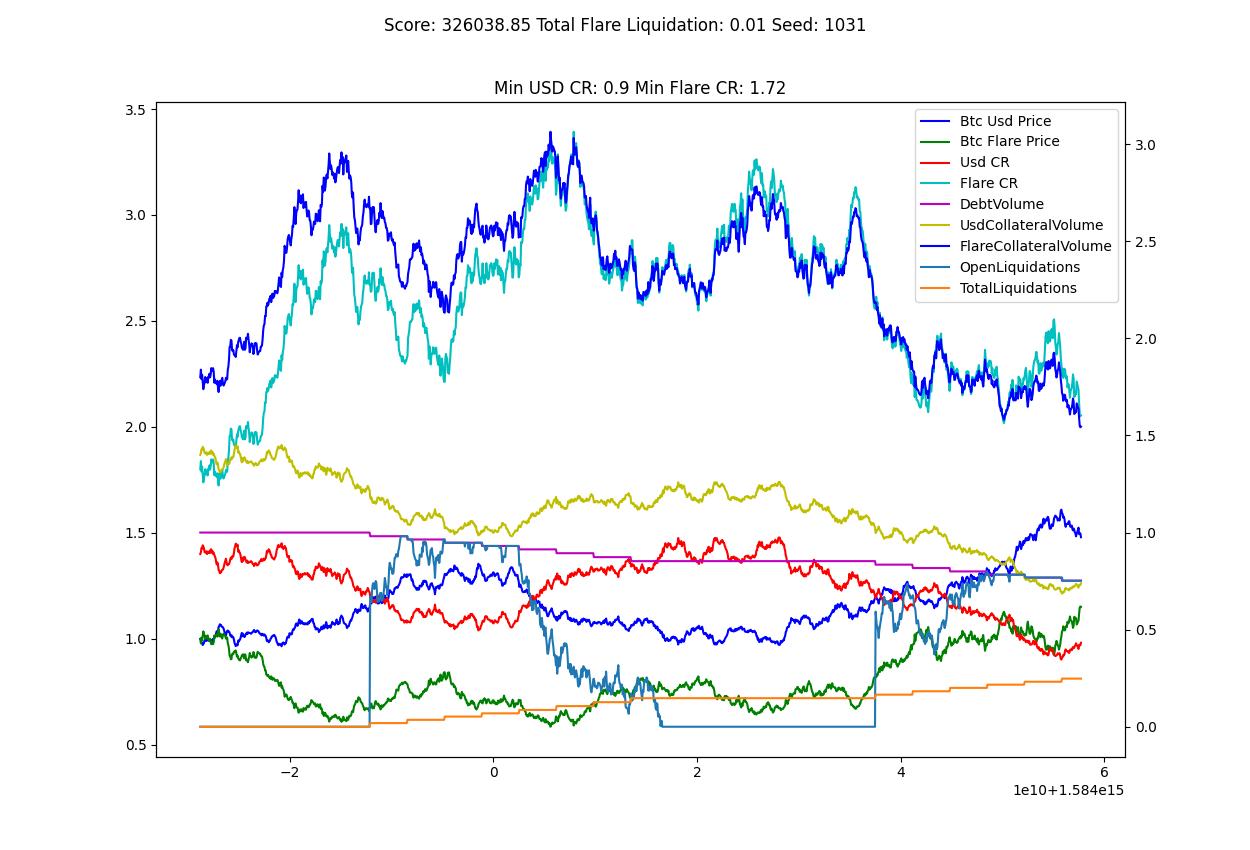 Score: 326038.85 Total Flare Liquidation: 0.01 Seed: 1031
Min USD CR: 0.9 Min Flare CR: 1.72
3.5
3.0
2.5
2.0
1.5
1.0
0.5
Btc Usd Price
Btc Flare Price
Usd CR
Flare CR
DebtVolume
UsdCollateralVolume
FlareCollateralVolume
OpenLiquidations
TotalLiquidations
3.0
2.5
2.0
1.5
1.0
0.5
0.0
−2 0 2 4 6
1e10+1.584e15